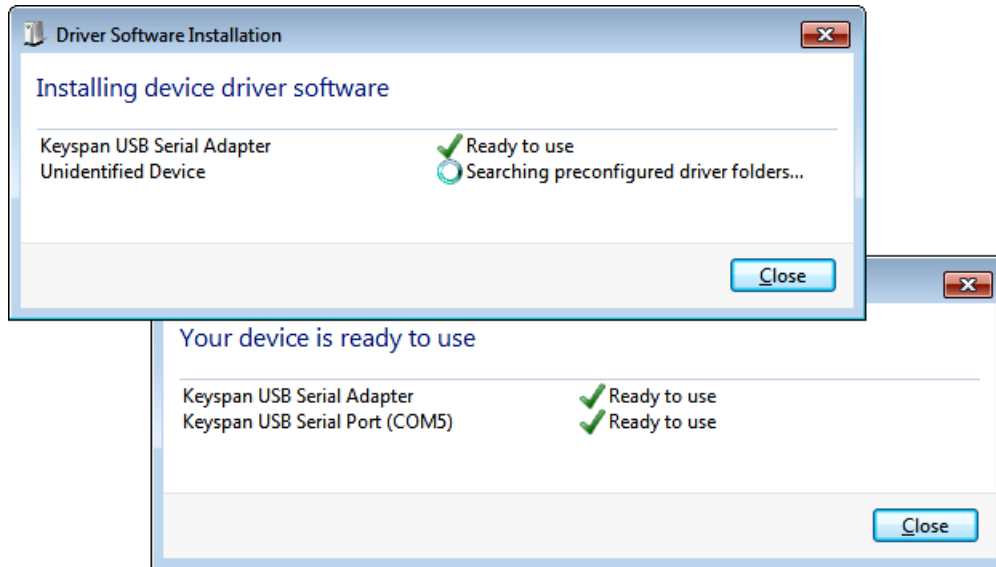 Driver Software Installation
Installing device driver software
Keyspan USB Serial Adapter Ready to use
Unidentified Device Searching preconfigured driver folders...
Close
Your device is ready to use
Keyspan USB Serial Adapter Ready to use
Keyspan USB Serial Port (COM5) Ready to use
Close